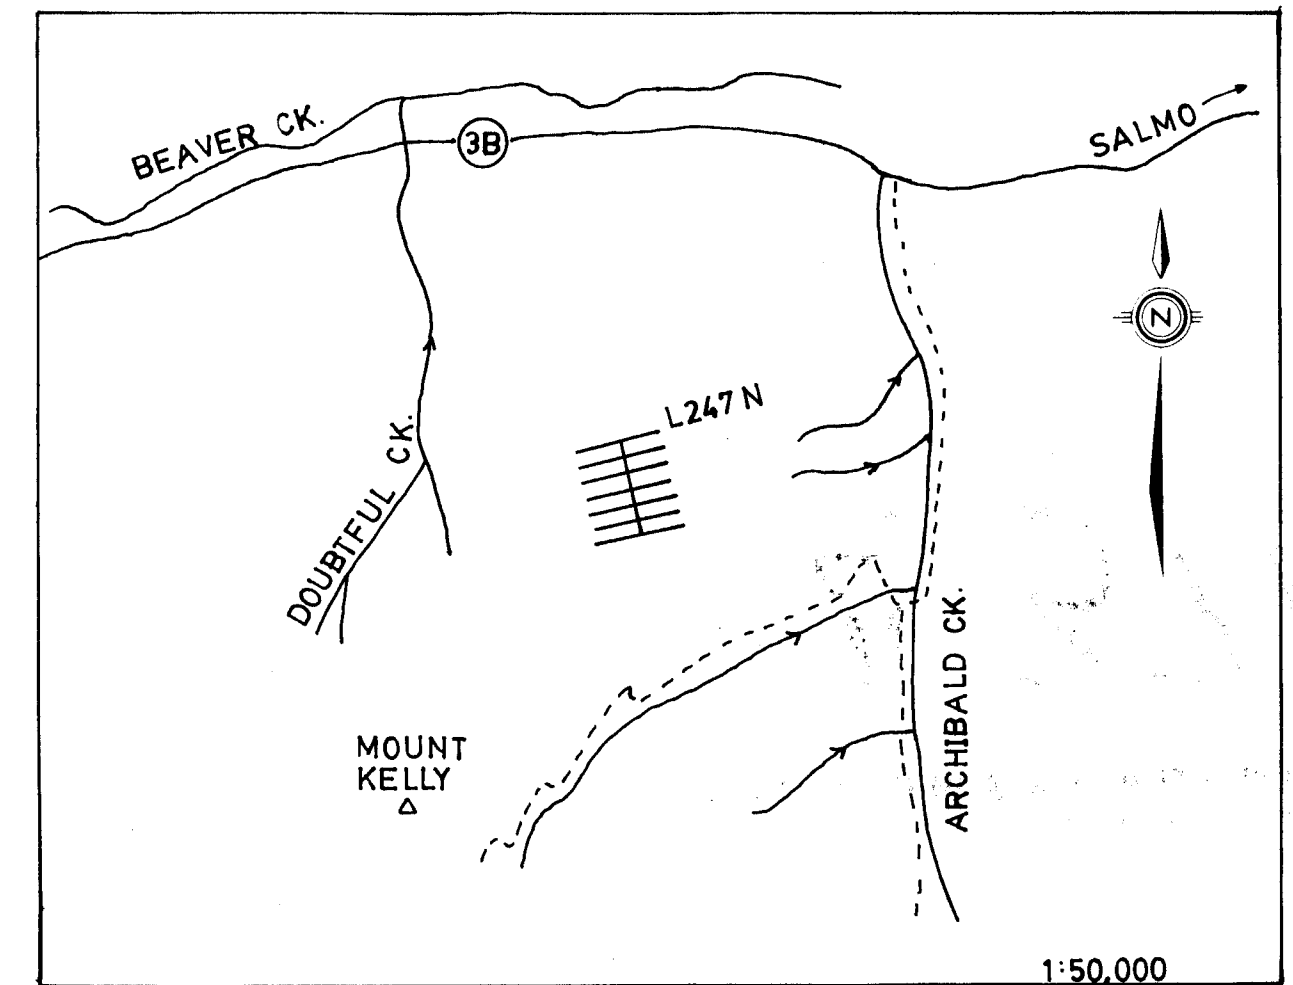 BEAVER CK.
3B
SALMO
N
L247N
DOUBTFUL CK.
ARCHIBALD CK.
MOUNT
KELLY
1:50,000